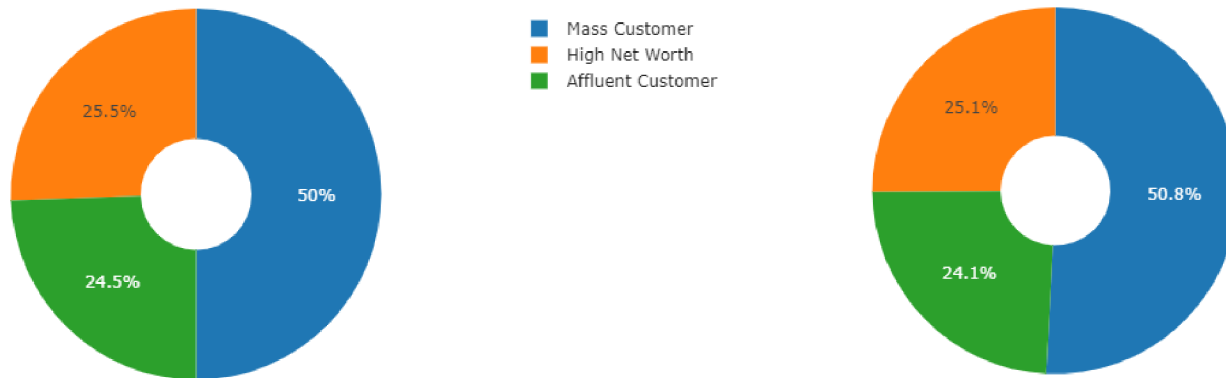 25.5%
50%
24.5%
Mass Customer
High Net Worth
Affluent Customer
25.1%
50.8%
24.1%